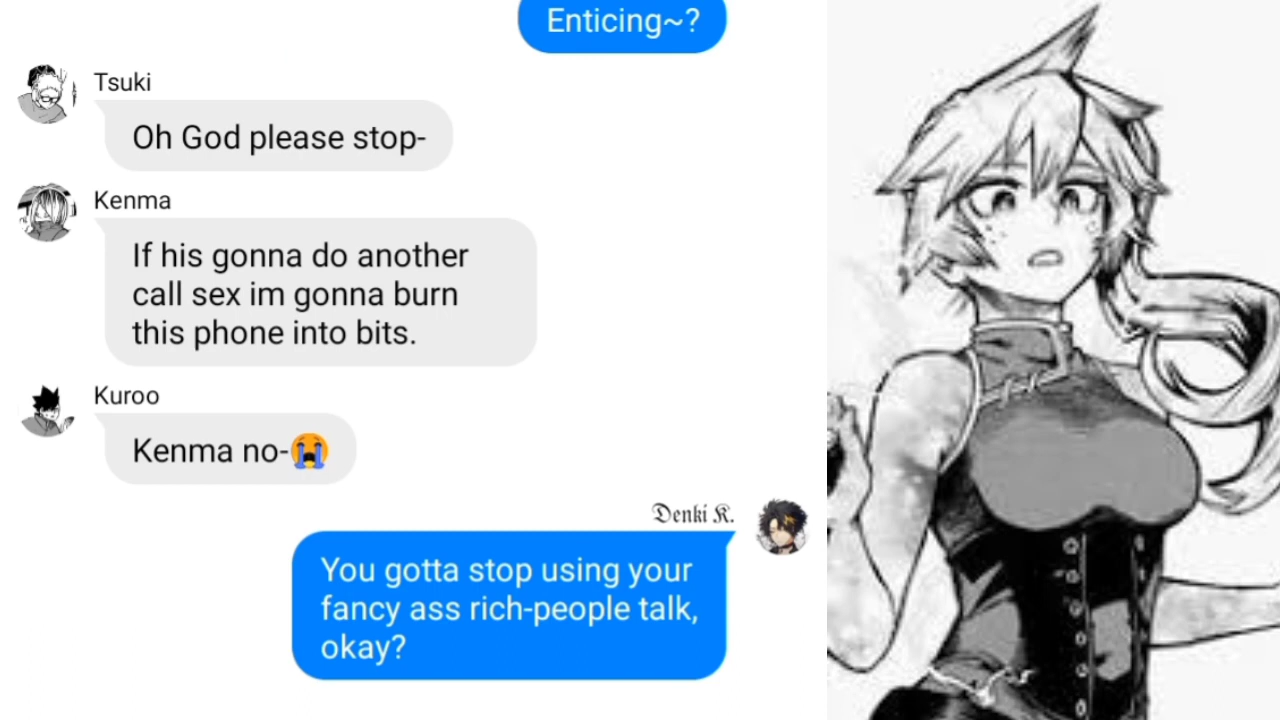 Enticing~?
Tsuki
Oh God please stop-
Kenma
If his gonna do another
call sex im gonna burn
this phone into bits.
Kuroo
Kenma no-😭
𝔇enki 𝔎.
You gotta stop using your
fancy ass rich-people talk,
okay?